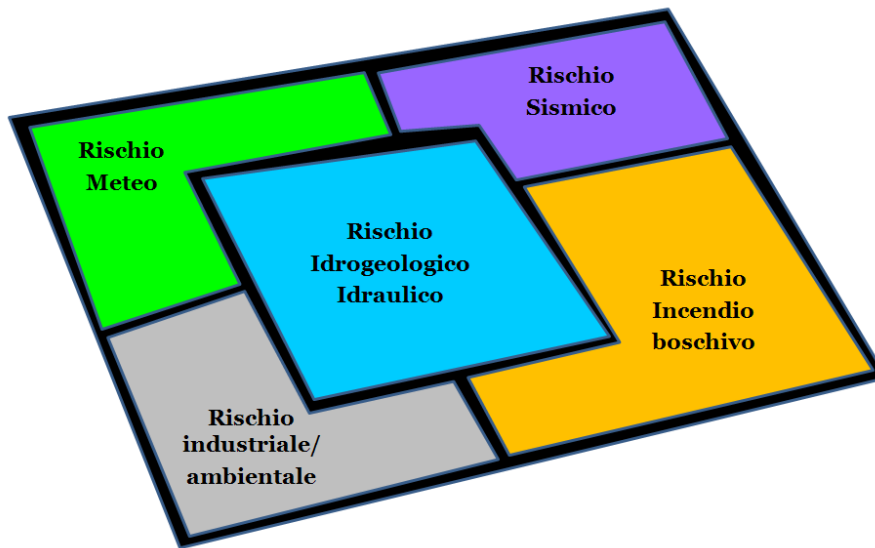 Rischio
Sismico
Rischio
Meteo
Rischio
Idrogeologico
Idraulico
Rischio
Incendio
boschivo
Rischio
industriale/
ambientale